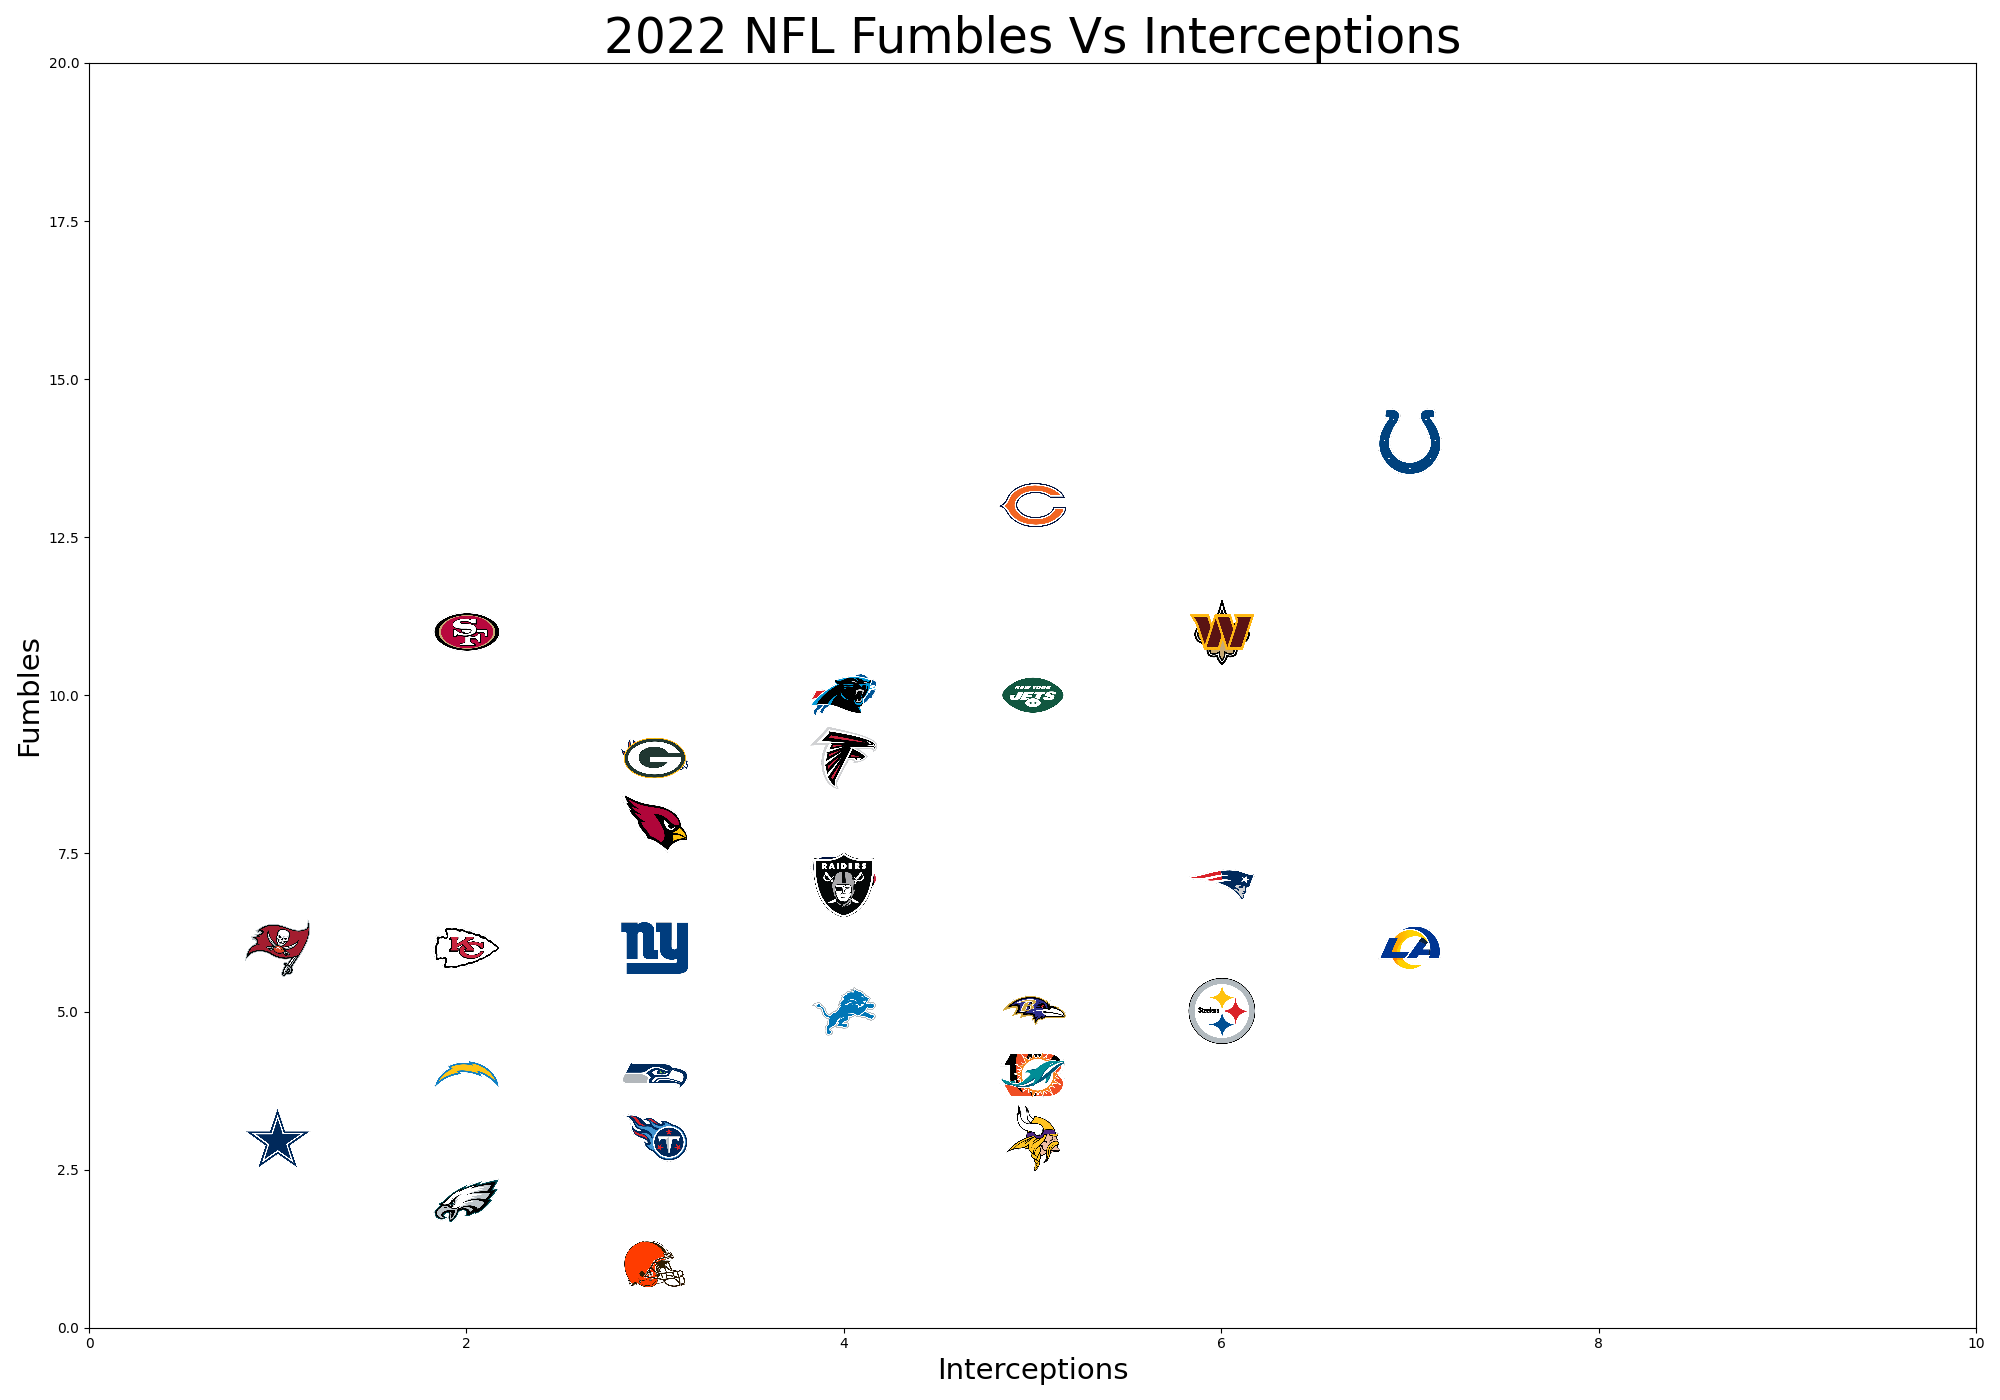 2022 NFL Fumbles Vs Interceptions
20.0
17.5
15.0
12.5
10.0
7.5
5.0
2.5
0.0
Fumbles
SF
W
NEW YORK
JETS
G
RAIDERS
KC
ny
LA
B
Steelers
T
0 2 4 6 8 10
Interceptions